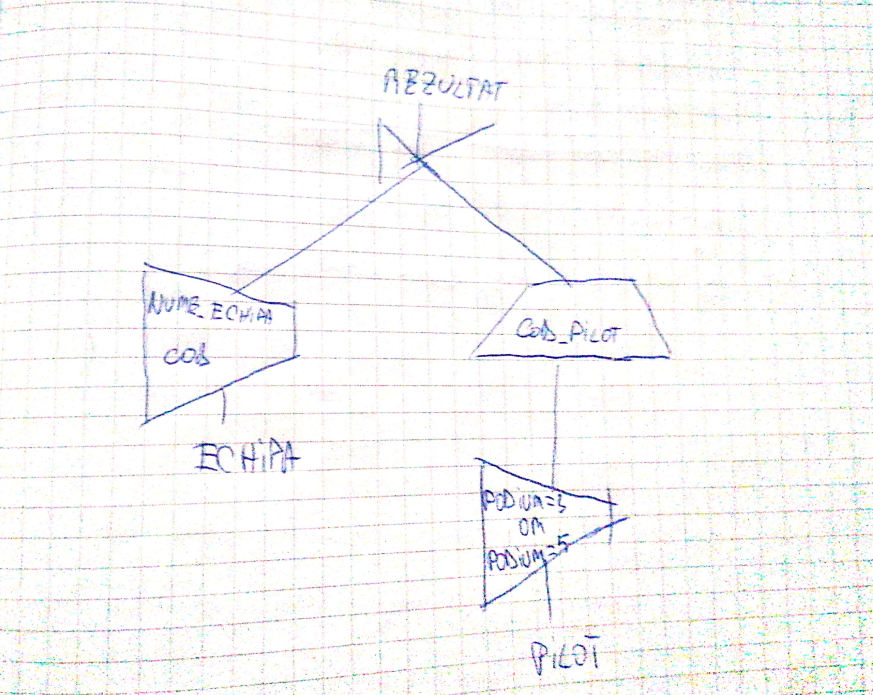 REZULTAT
NUME_ECHIPA
COD
COD_PILOT
ECHIPA
PODIUM=3
OR
PODIUM=5
PILOT